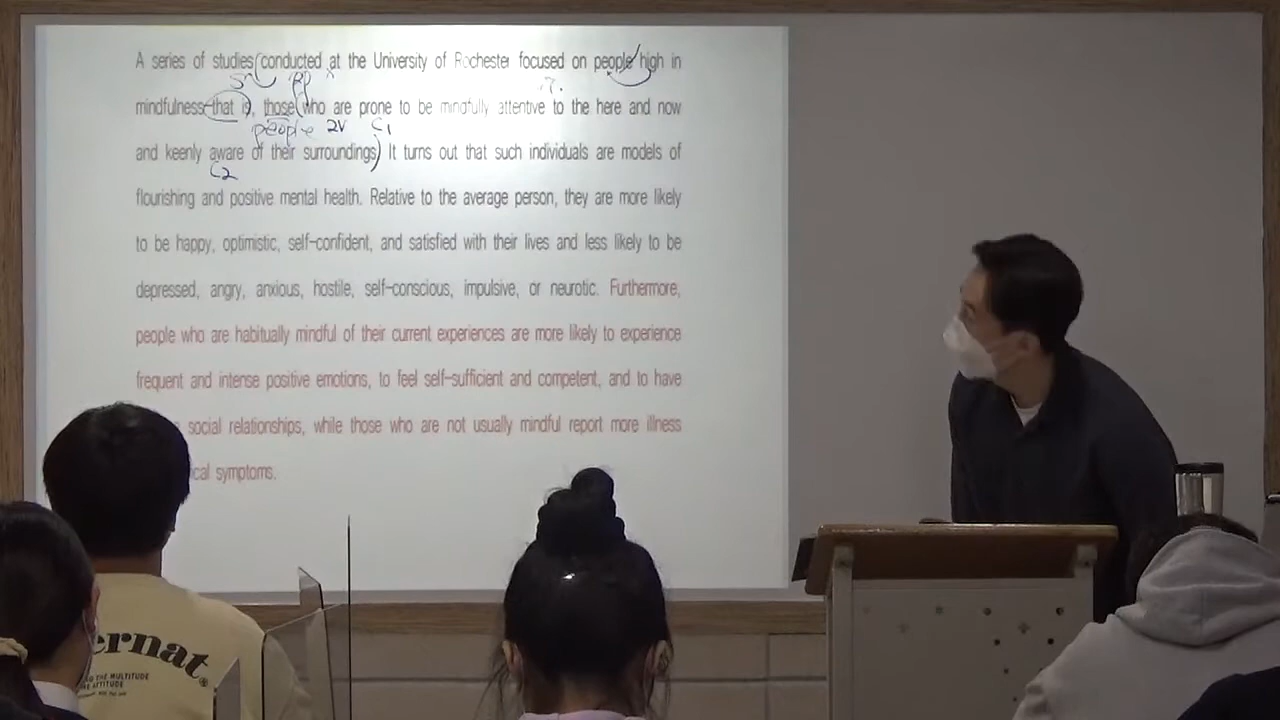 A series of studies conducted at the University of Rochester focused on people high in
mindfulness-that is, those who are prone to be mindfully attentive to the here and now
people 2V C1
and keenly aware of their surroundings. It turns out that such individuals are models of
C2
flourishing and positive mental health. Relative to the average person, they are more likely
to be happy, optimistic, self-confident, and satisfied with their lives and less likely to be
depressed, angry, anxious, hostile, self-conscious, impulsive, or neurotic. Furthermore,
people who are habitually mindful of their current experiences are more likely to experience
frequent and intense positive emotions, to feel self-sufficient and competent, and to have
social relationships, while those who are not usually mindful report more illness
cal symptoms.
ernat
THE MULTITUDE
ATTITUDE